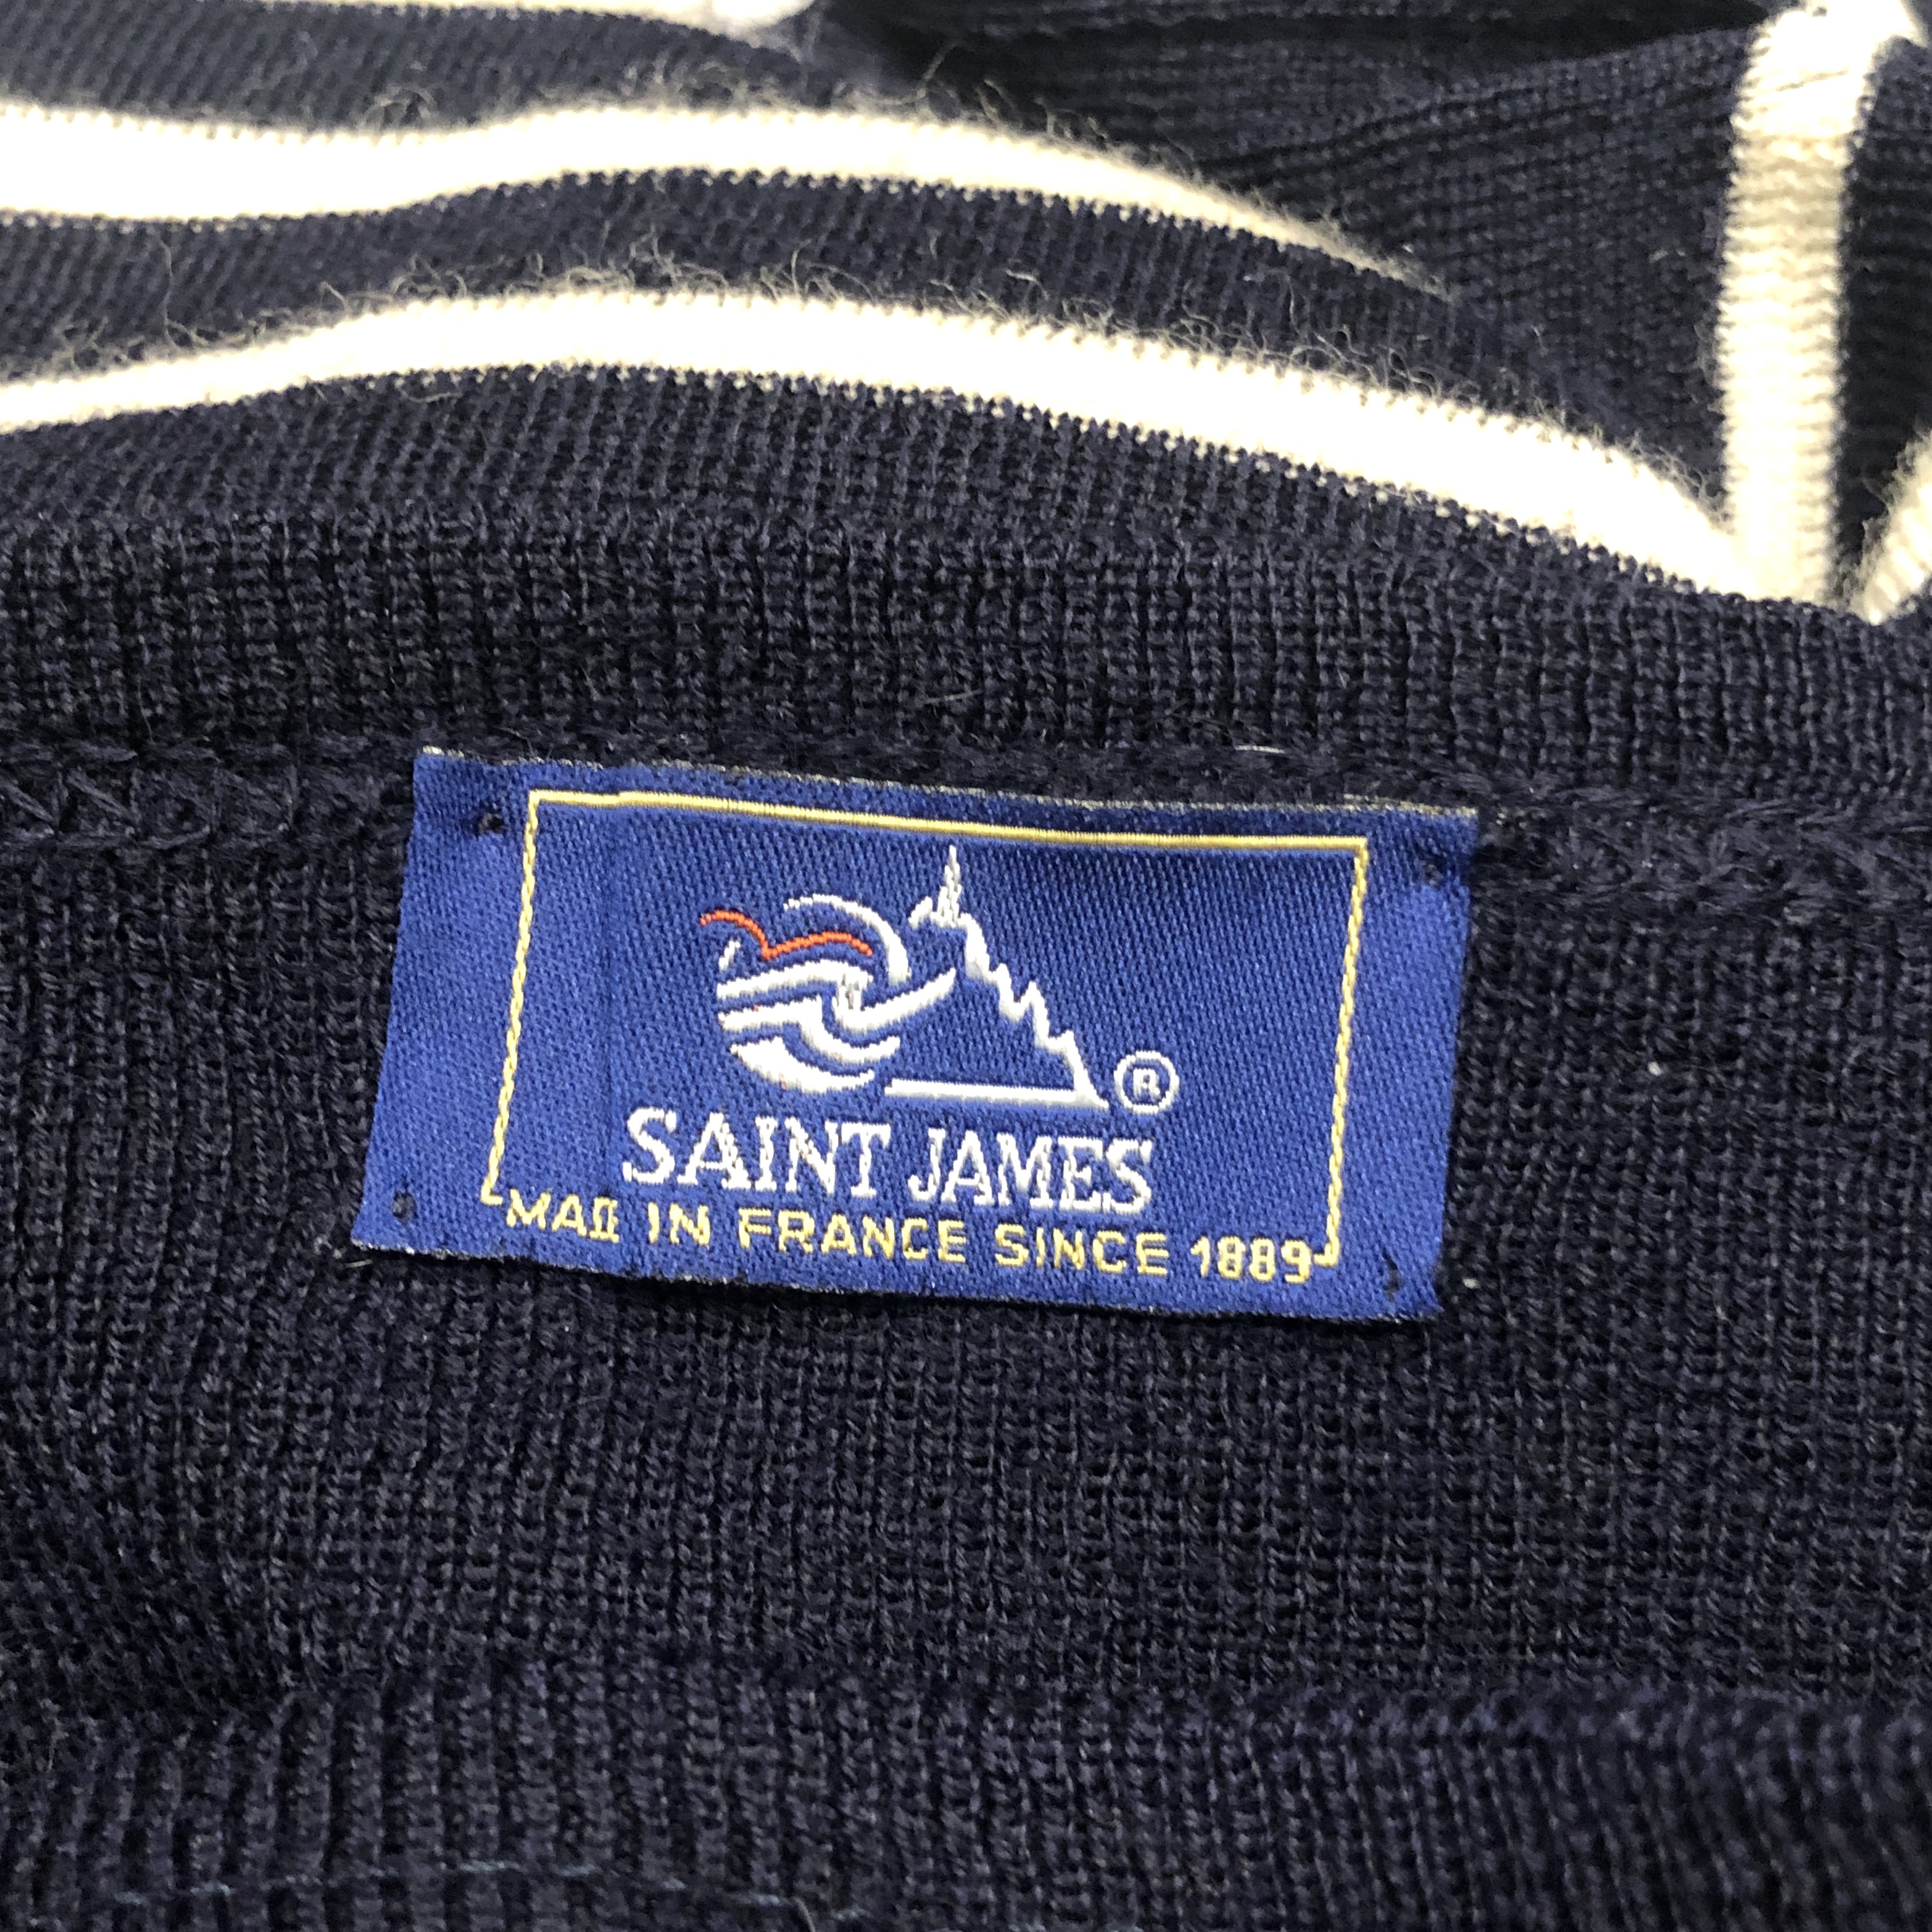 ®
SAINT JAMES
MADE IN FRANCE SINCE 1889